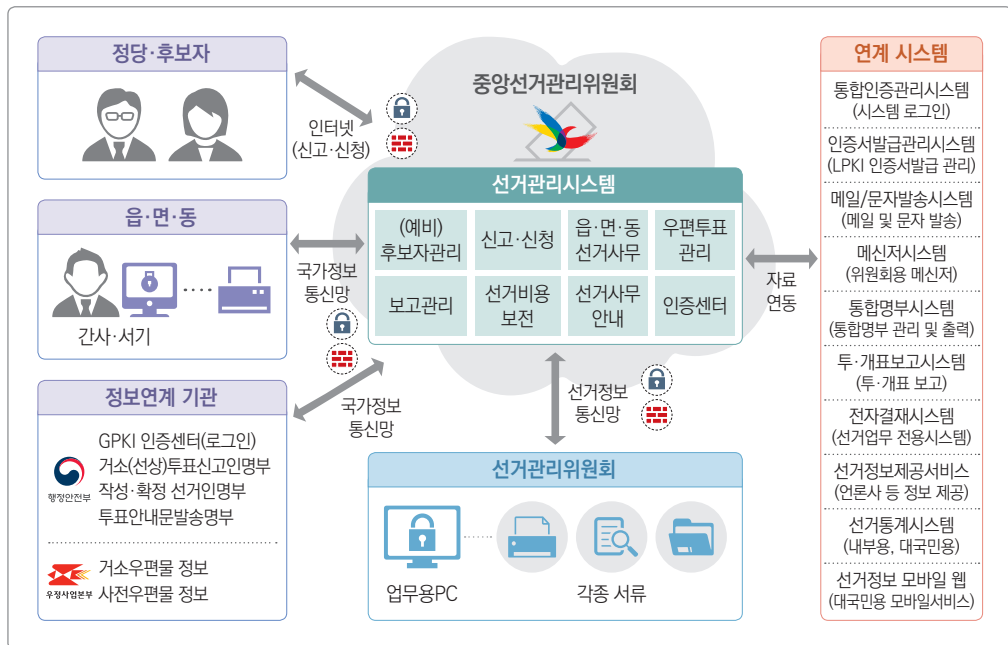 정당·후보자
인터넷
(신고·신청)
읍·면·동
간사·서기
국가정보
통신망
정보연계 기관
GPKI 인증센터(로그인)
거소(선상)투표신고인명부
작성·확정 선거인명부
투표안내문발송명부
행정안전부
거소우편물 정보
사전우편물 정보
우정사업본부
국가정보
통신망
중앙선거관리위원회
선거관리시스템
(예비)
후보자관리
신고·신청
읍·면·동
선거사무
우편투표
관리
보고관리
선거비용
보전
선거사무
안내
인증센터
선거정보
통신망
선거관리위원회
업무용PC
각종 서류
자료
연동
연계 시스템
통합인증관리시스템
(시스템 로그인)
인증서발급관리시스템
(LPKI 인증서발급 관리)
메일/문자발송시스템
(메일 및 문자 발송)
메신저시스템
(위원회용 메신저)
통합명부시스템
(통합명부 관리 및 출력)
투·개표보고시스템
(투·개표 보고)
전자결재시스템
(선거업무 전용시스템)
선거정보제공서비스
(언론사 등 정보 제공)
선거통계시스템
(내부용, 대국민용)
선거정보 모바일 웹
(대국민용 모바일서비스)